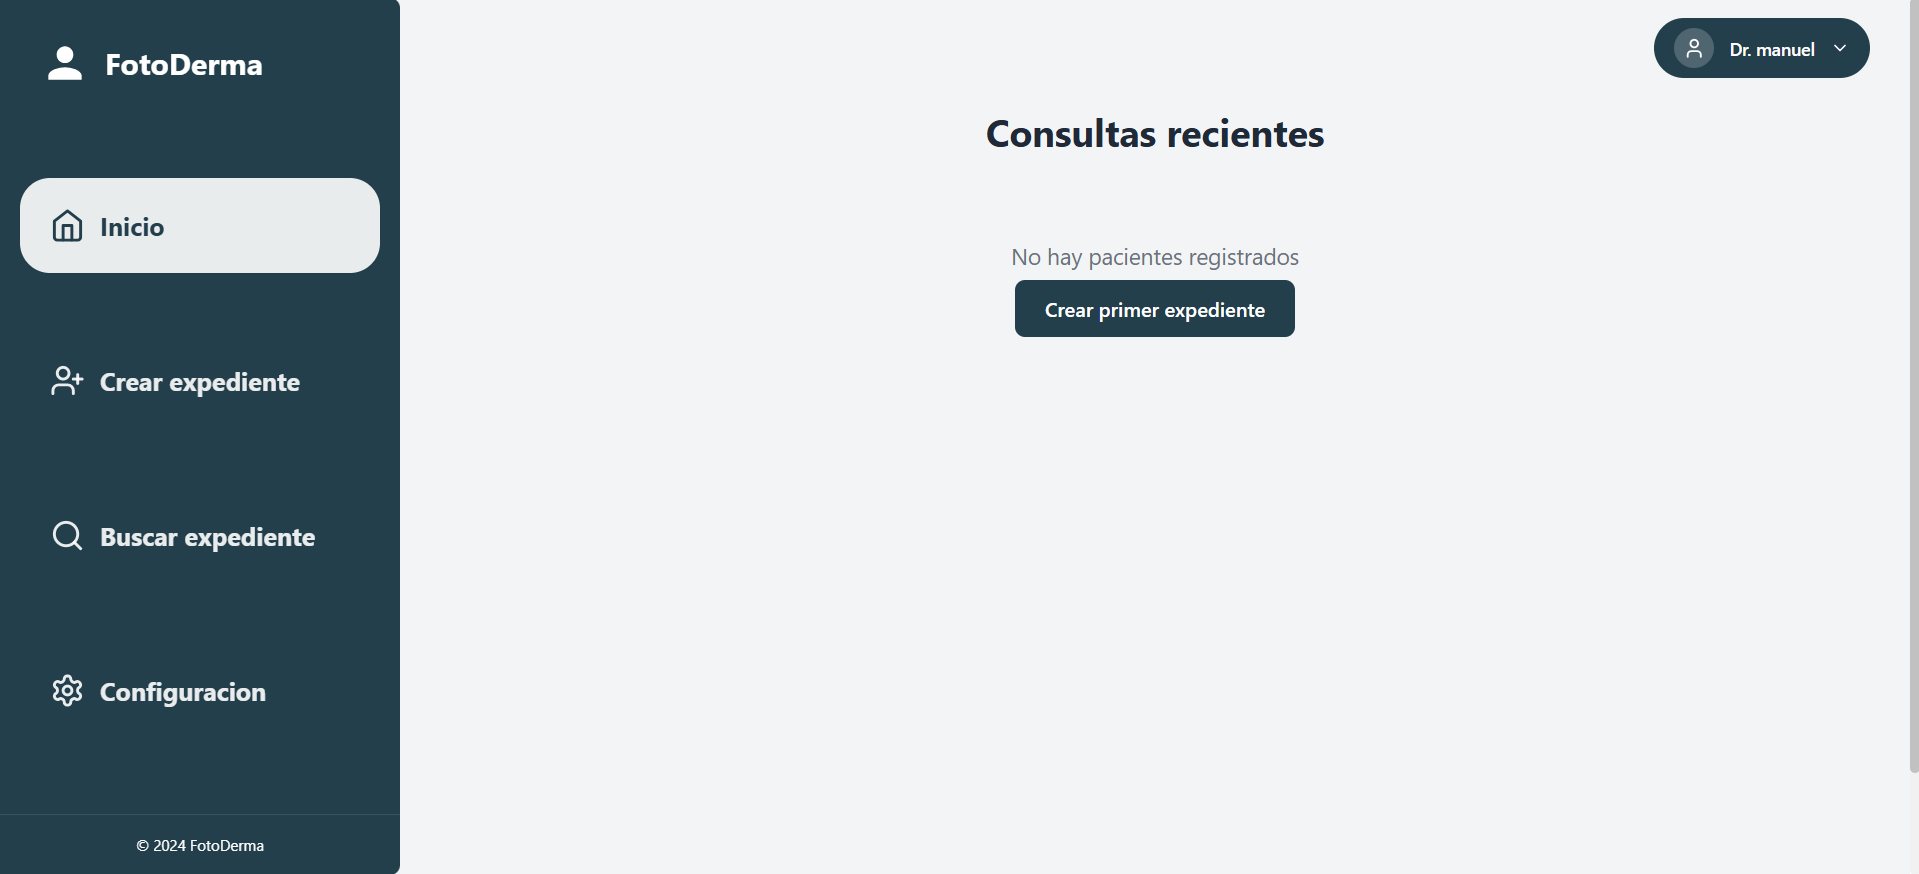 FotoDerma
Inicio
Crear expediente
Buscar expediente
Configuracion
© 2024 FotoDerma
Dr. manuel
Consultas recientes
No hay pacientes registrados
Crear primer expediente